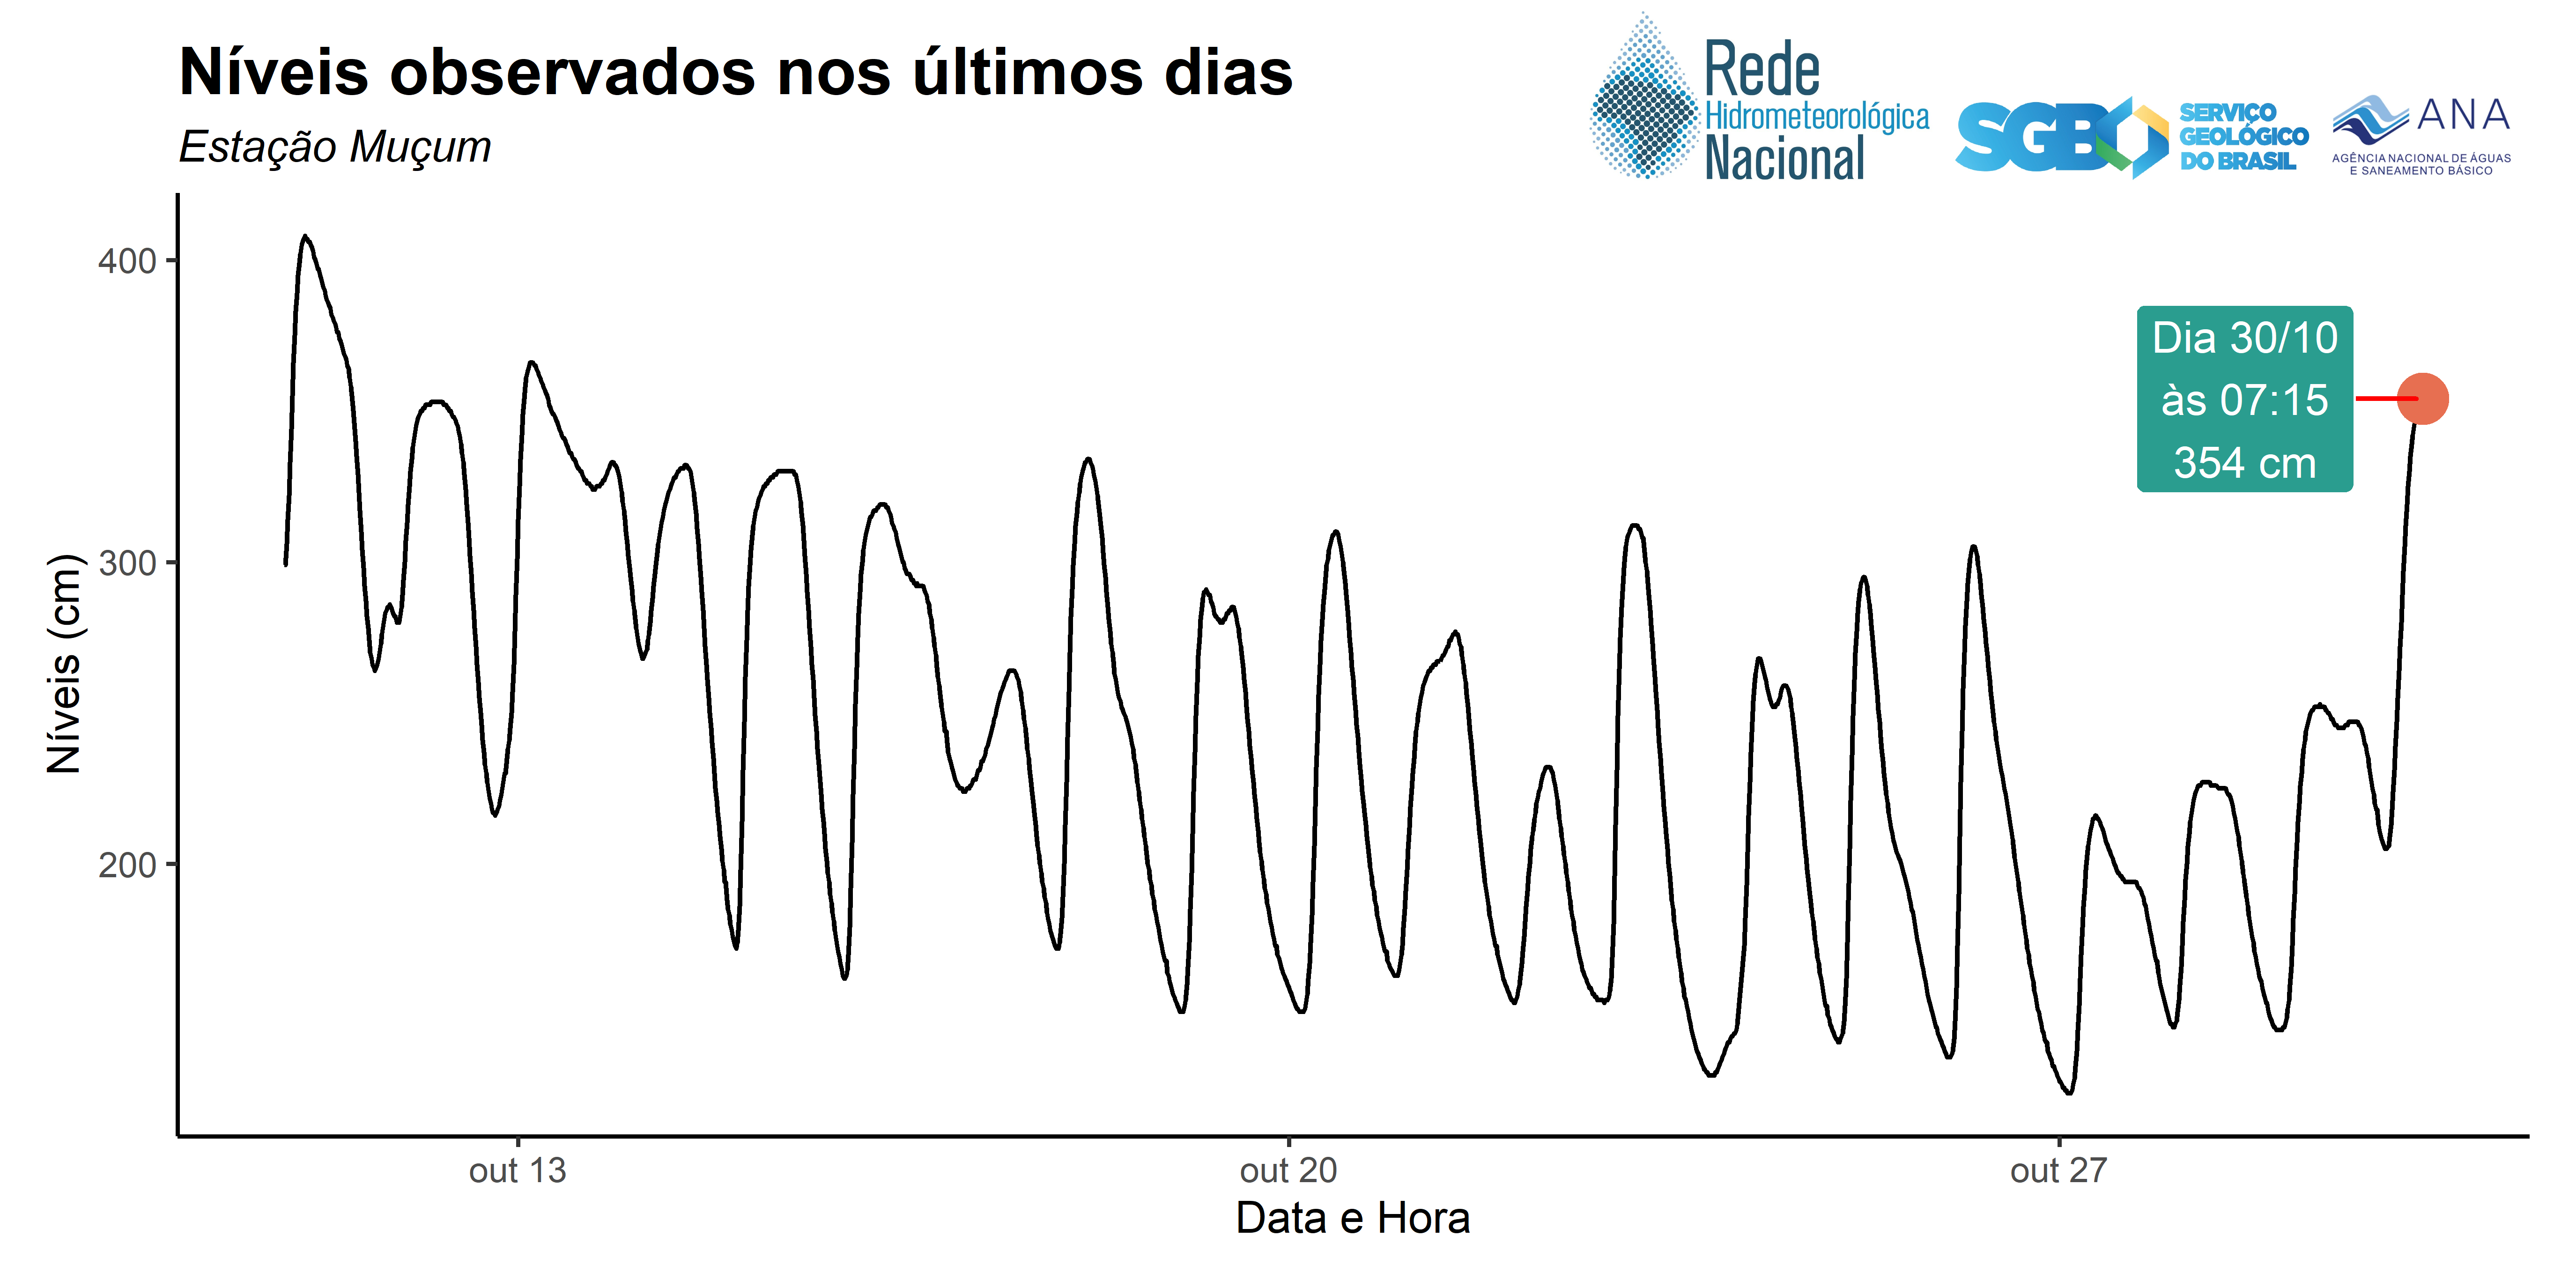 Níveis observados nos últimos dias
Estação Muçum
Rede
Hidrometeorológica
Nacional
SGB
SERVIÇO
GEOLÓGICO
DO BRASIL
ANA
AGÊNCIA NACIONAL DE ÁGUAS
E SANEAMENTO BÁSICO
400
300
200
Níveis (cm)
Dia 30/10
às 07:15
354 cm
out 13
out 20
out 27
Data e Hora